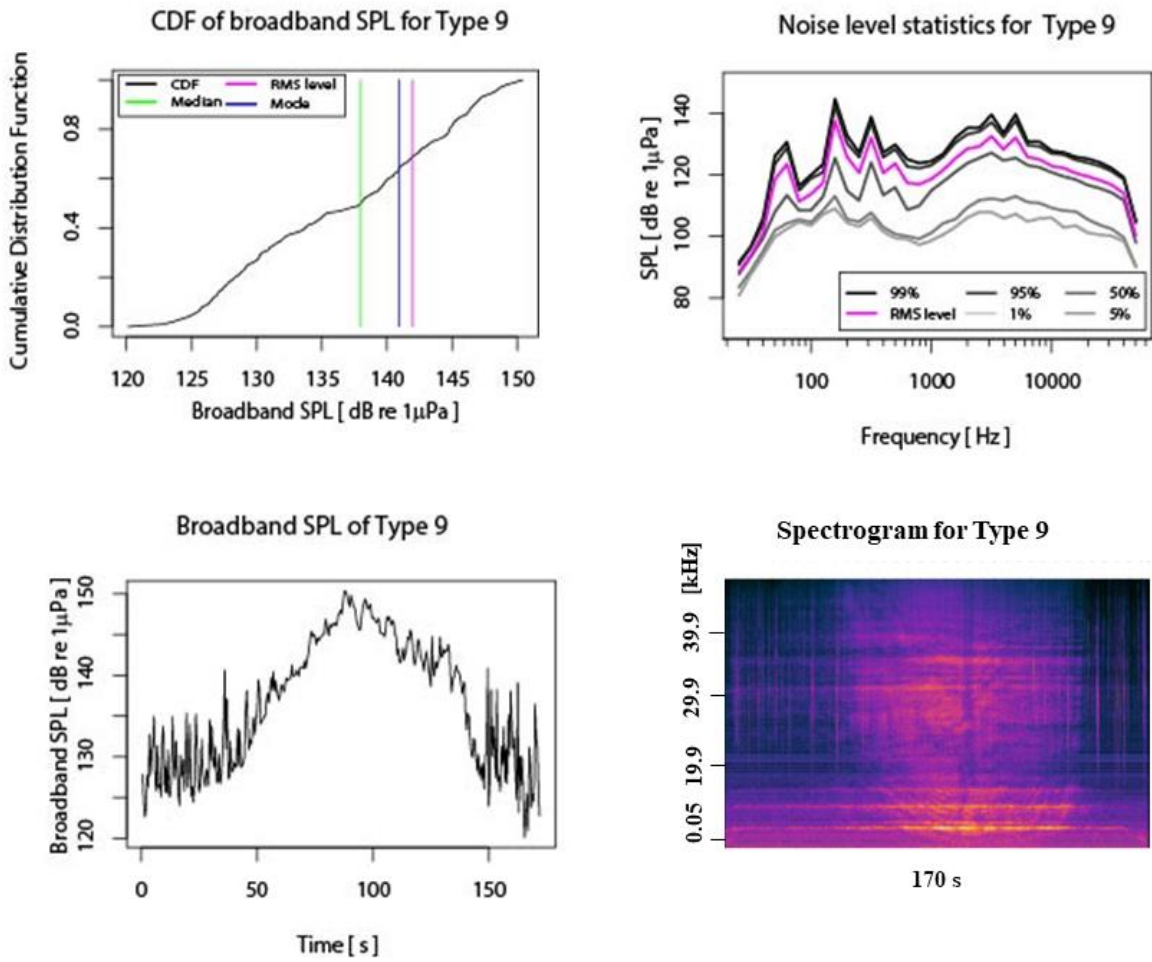 CDF of broadband SPL for Type 9
Cumulative Distribution Function
0.0 0.4 0.8
CDF RMS level
Median Mode
120 125 130 135 140 145 150
Broadband SPL [ dB re 1μPa ]
Noise level statistics for Type 9
SPL [ dB re 1μPa ]
80 100 120 140
99% 95% 50%
RMS level 1% 5%
100 1000 10000
Frequency [ Hz ]
Broadband SPL of Type 9
Broadband SPL [ dB re 1μPa ]
120 130 140 150
0 50 100 150
Time [ s ]
Spectrogram for Type 9
[kHz]
0.05 19.9 29.9 39.9
170 s